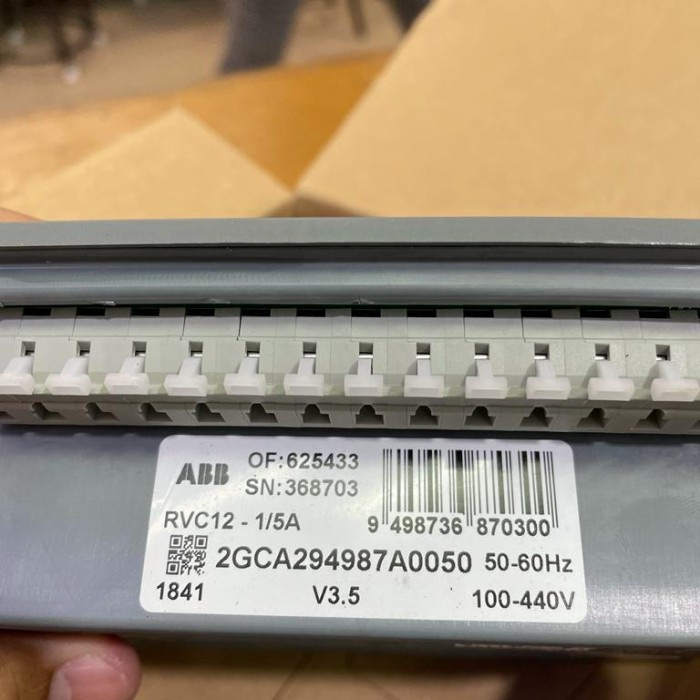 ABB
OF:625433
SN:368703
RVC12 - 1/5A
9 498736 870300
2GCA294987A0050 50-60Hz
1841 V3.5 100-440V